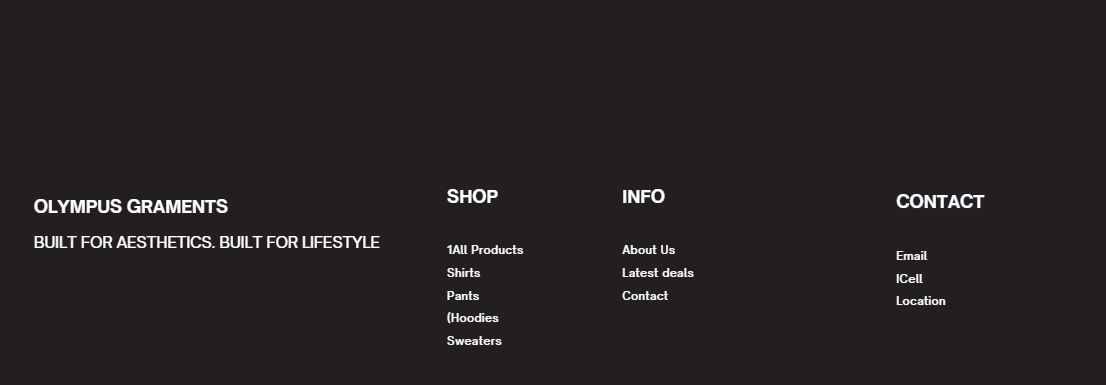 OLYMPUS GRAMENTS
BUILT FOR AESTHETICS. BUILT FOR LIFESTYLE
SHOP
1All Products
Shirts
Pants
(Hoodies
Sweaters
INFO
About Us
Latest deals
Contact
CONTACT
Email
ICell
Location